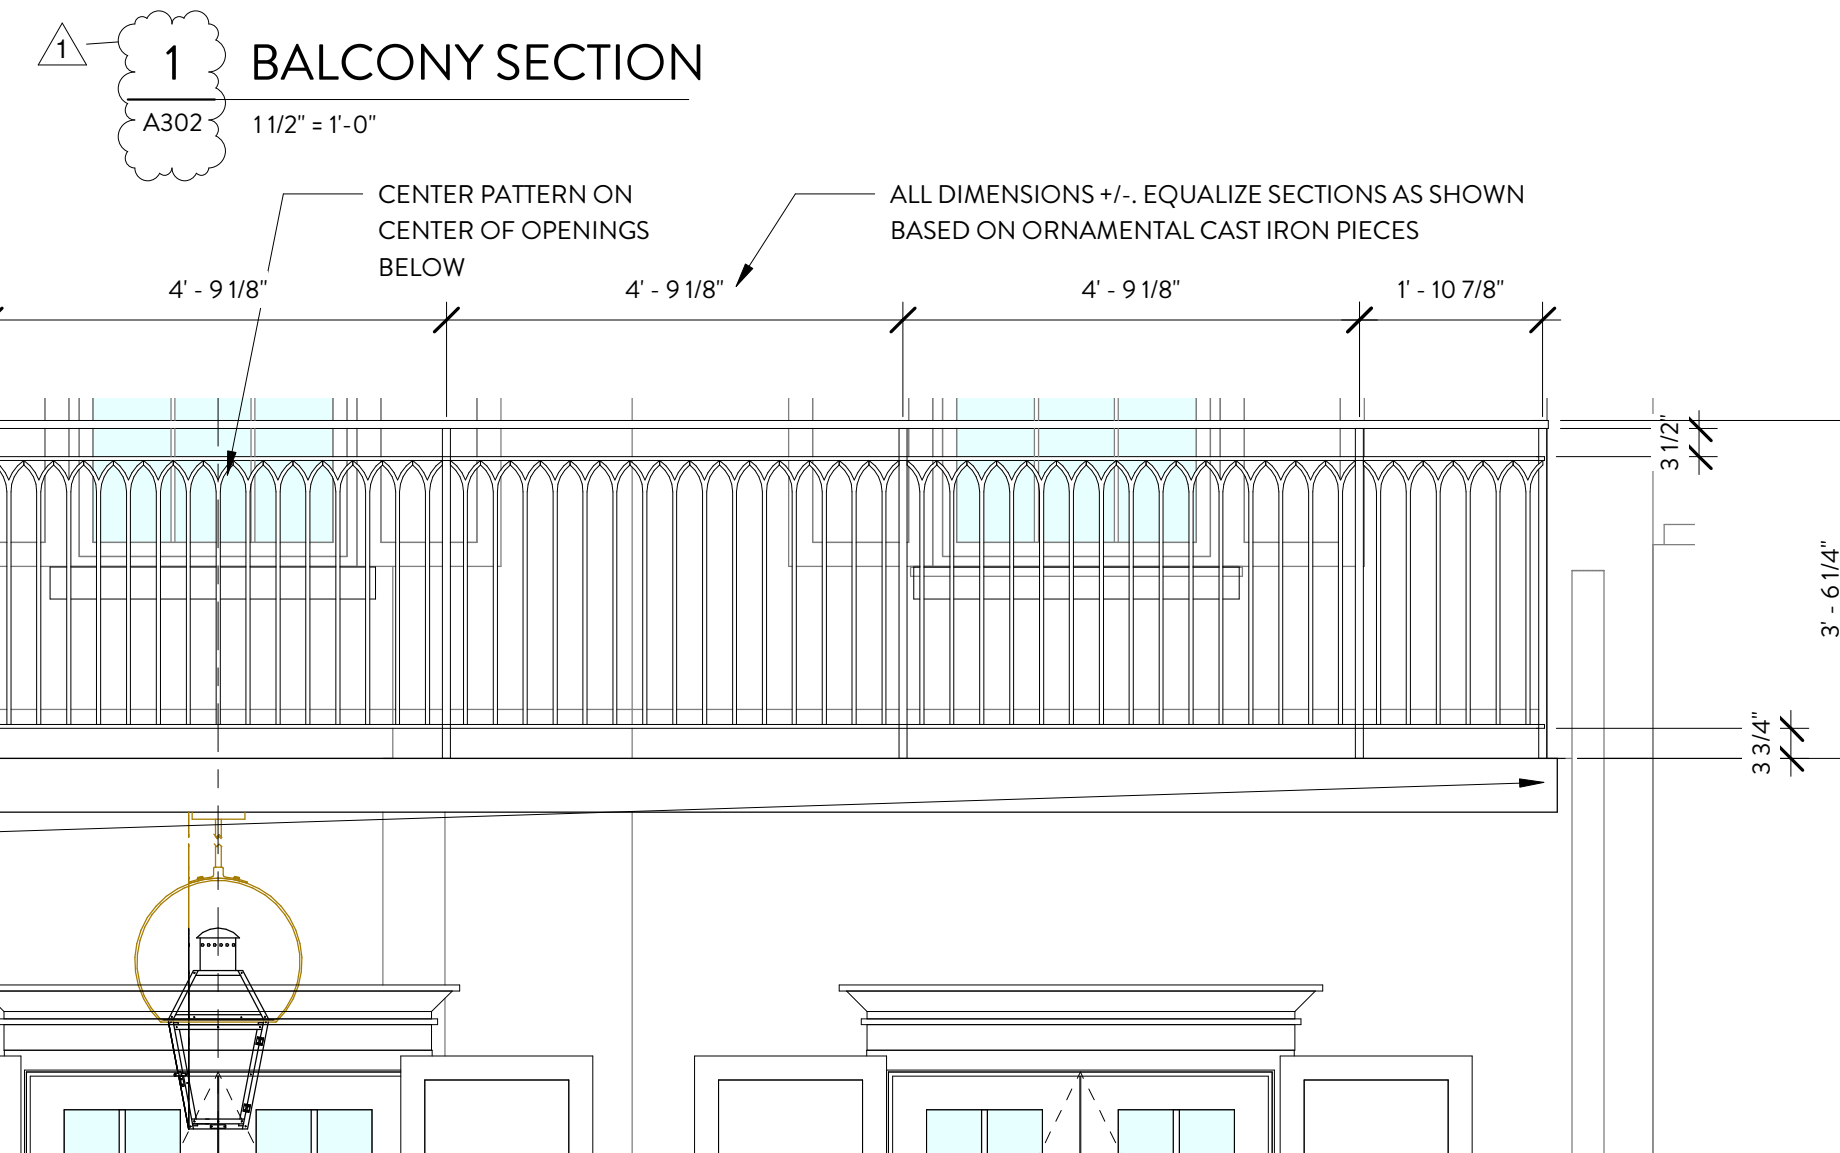 1
1
BALCONY SECTION
A302
1 1/2" = 1'-0"
CENTER PATTERN ON
CENTER OF OPENINGS
BELOW
ALL DIMENSIONS +/-. EQUALIZE SECTIONS AS SHOWN
BASED ON ORNAMENTAL CAST IRON PIECES
4' - 9 1/8"
4' - 9 1/8"
4' - 9 1/8"
1' - 10 7/8"
3 1/2"
3' - 6 1/4"
3 3/4"